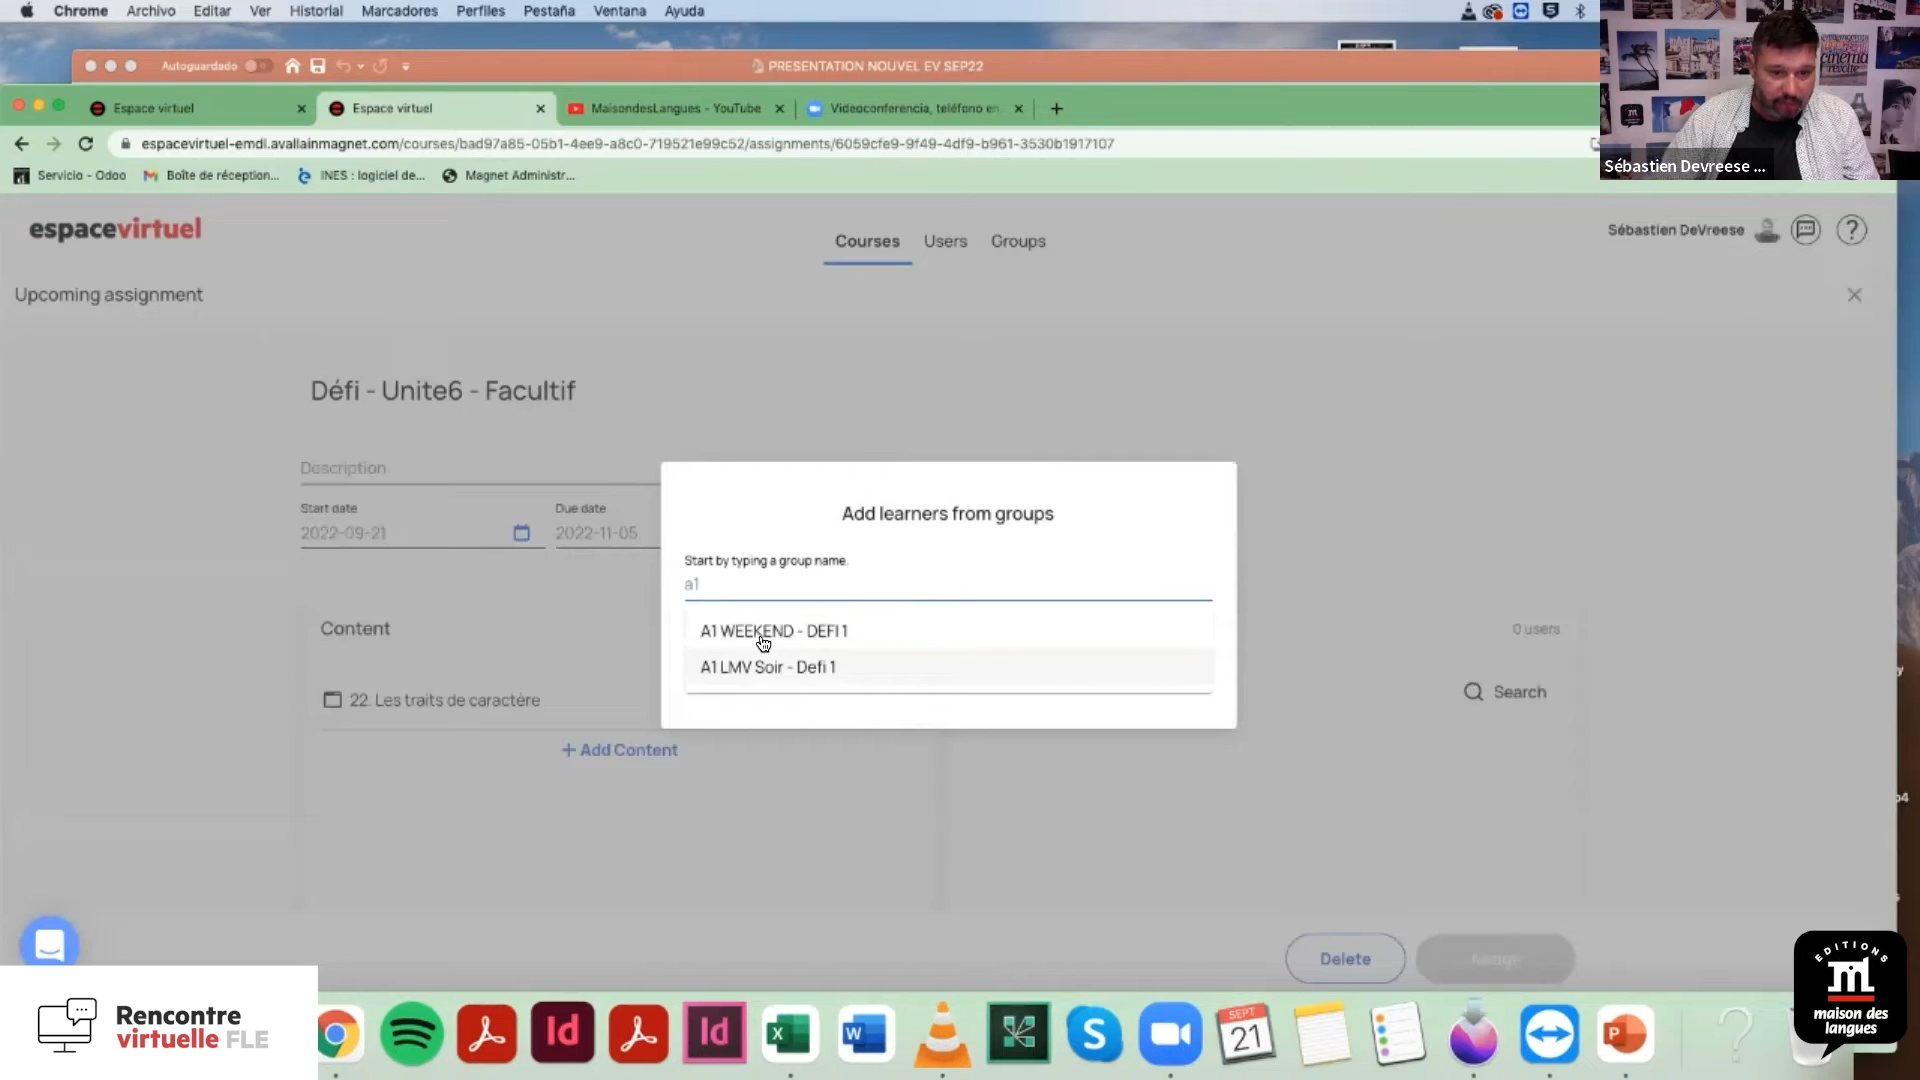 Chrome Archivo Editar Ver Historial Marcadores Perfiles Pestaña Ventana Ayuda
Autoguardado
PRESENTATION NOUVEL EV SEP22
Espace virtuel
Espace virtuel
MaisondesLangues - YouTube
Videoconferencia, teléfono en
espacevirtuel-emdl.avallainmagnet.com/courses/bad97a85-05b1-4ee9-a8c0-719521e99c52/assignments/6059cfe9-9f49-4df9-b961-3530b1917107
Servicio - Odoo
Boîte de réception...
INES : logiciel de...
Magnet Administr...
cinéma
révolte
Sébastien Devreese ...
espacevirtuel
Courses Users Groups
Sébastien DeVreese
Upcoming assignment
Défi - Unite6 - Facultif
Description
Start date
2022-09-21
Due date
2022-11-05
Add learners from groups
Start by typing a group name.
a1
A1 WEEKEND - DEFI 1
A1 LMV Soir - Defi 1
Content
0 users
22. Les traits de caractère
Search
+ Add Content
Delete
Assign
Rencontre
virtuelle FLE
SEPT
21
EDITIONS
maison des
langues